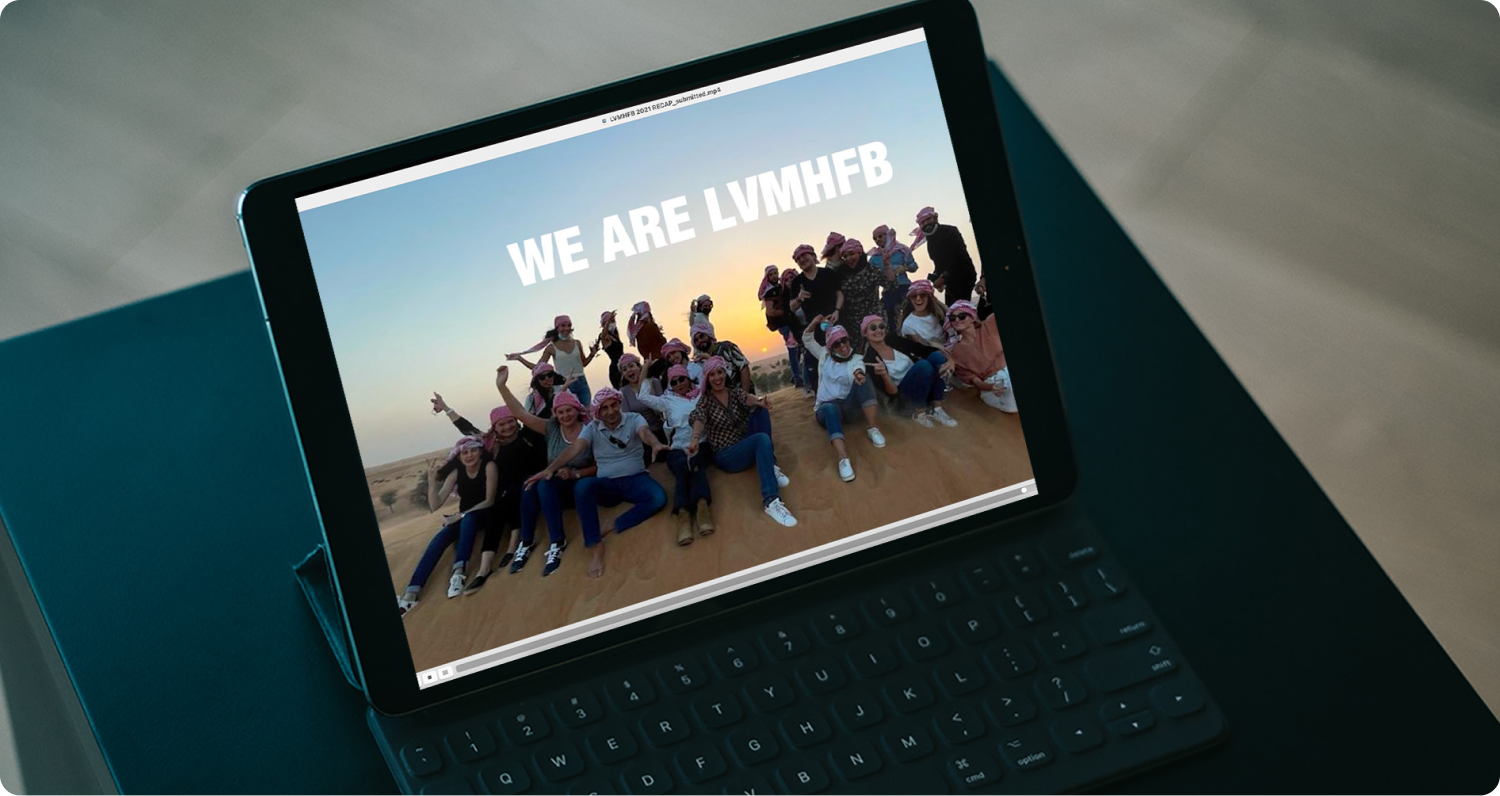 LVMHFB 2021 RECAP_submitted.mp4
WE ARE LVMHFB
~ `
! 1
@ 2
# 3
$ 4
% 5
^ 6
& 7
* 8
( 9
) 0
Q W E R T Y U I O P { [ } ] | \
return
D F G H J K L : ;
shift
V B N M < , > . ? /
cmd
option